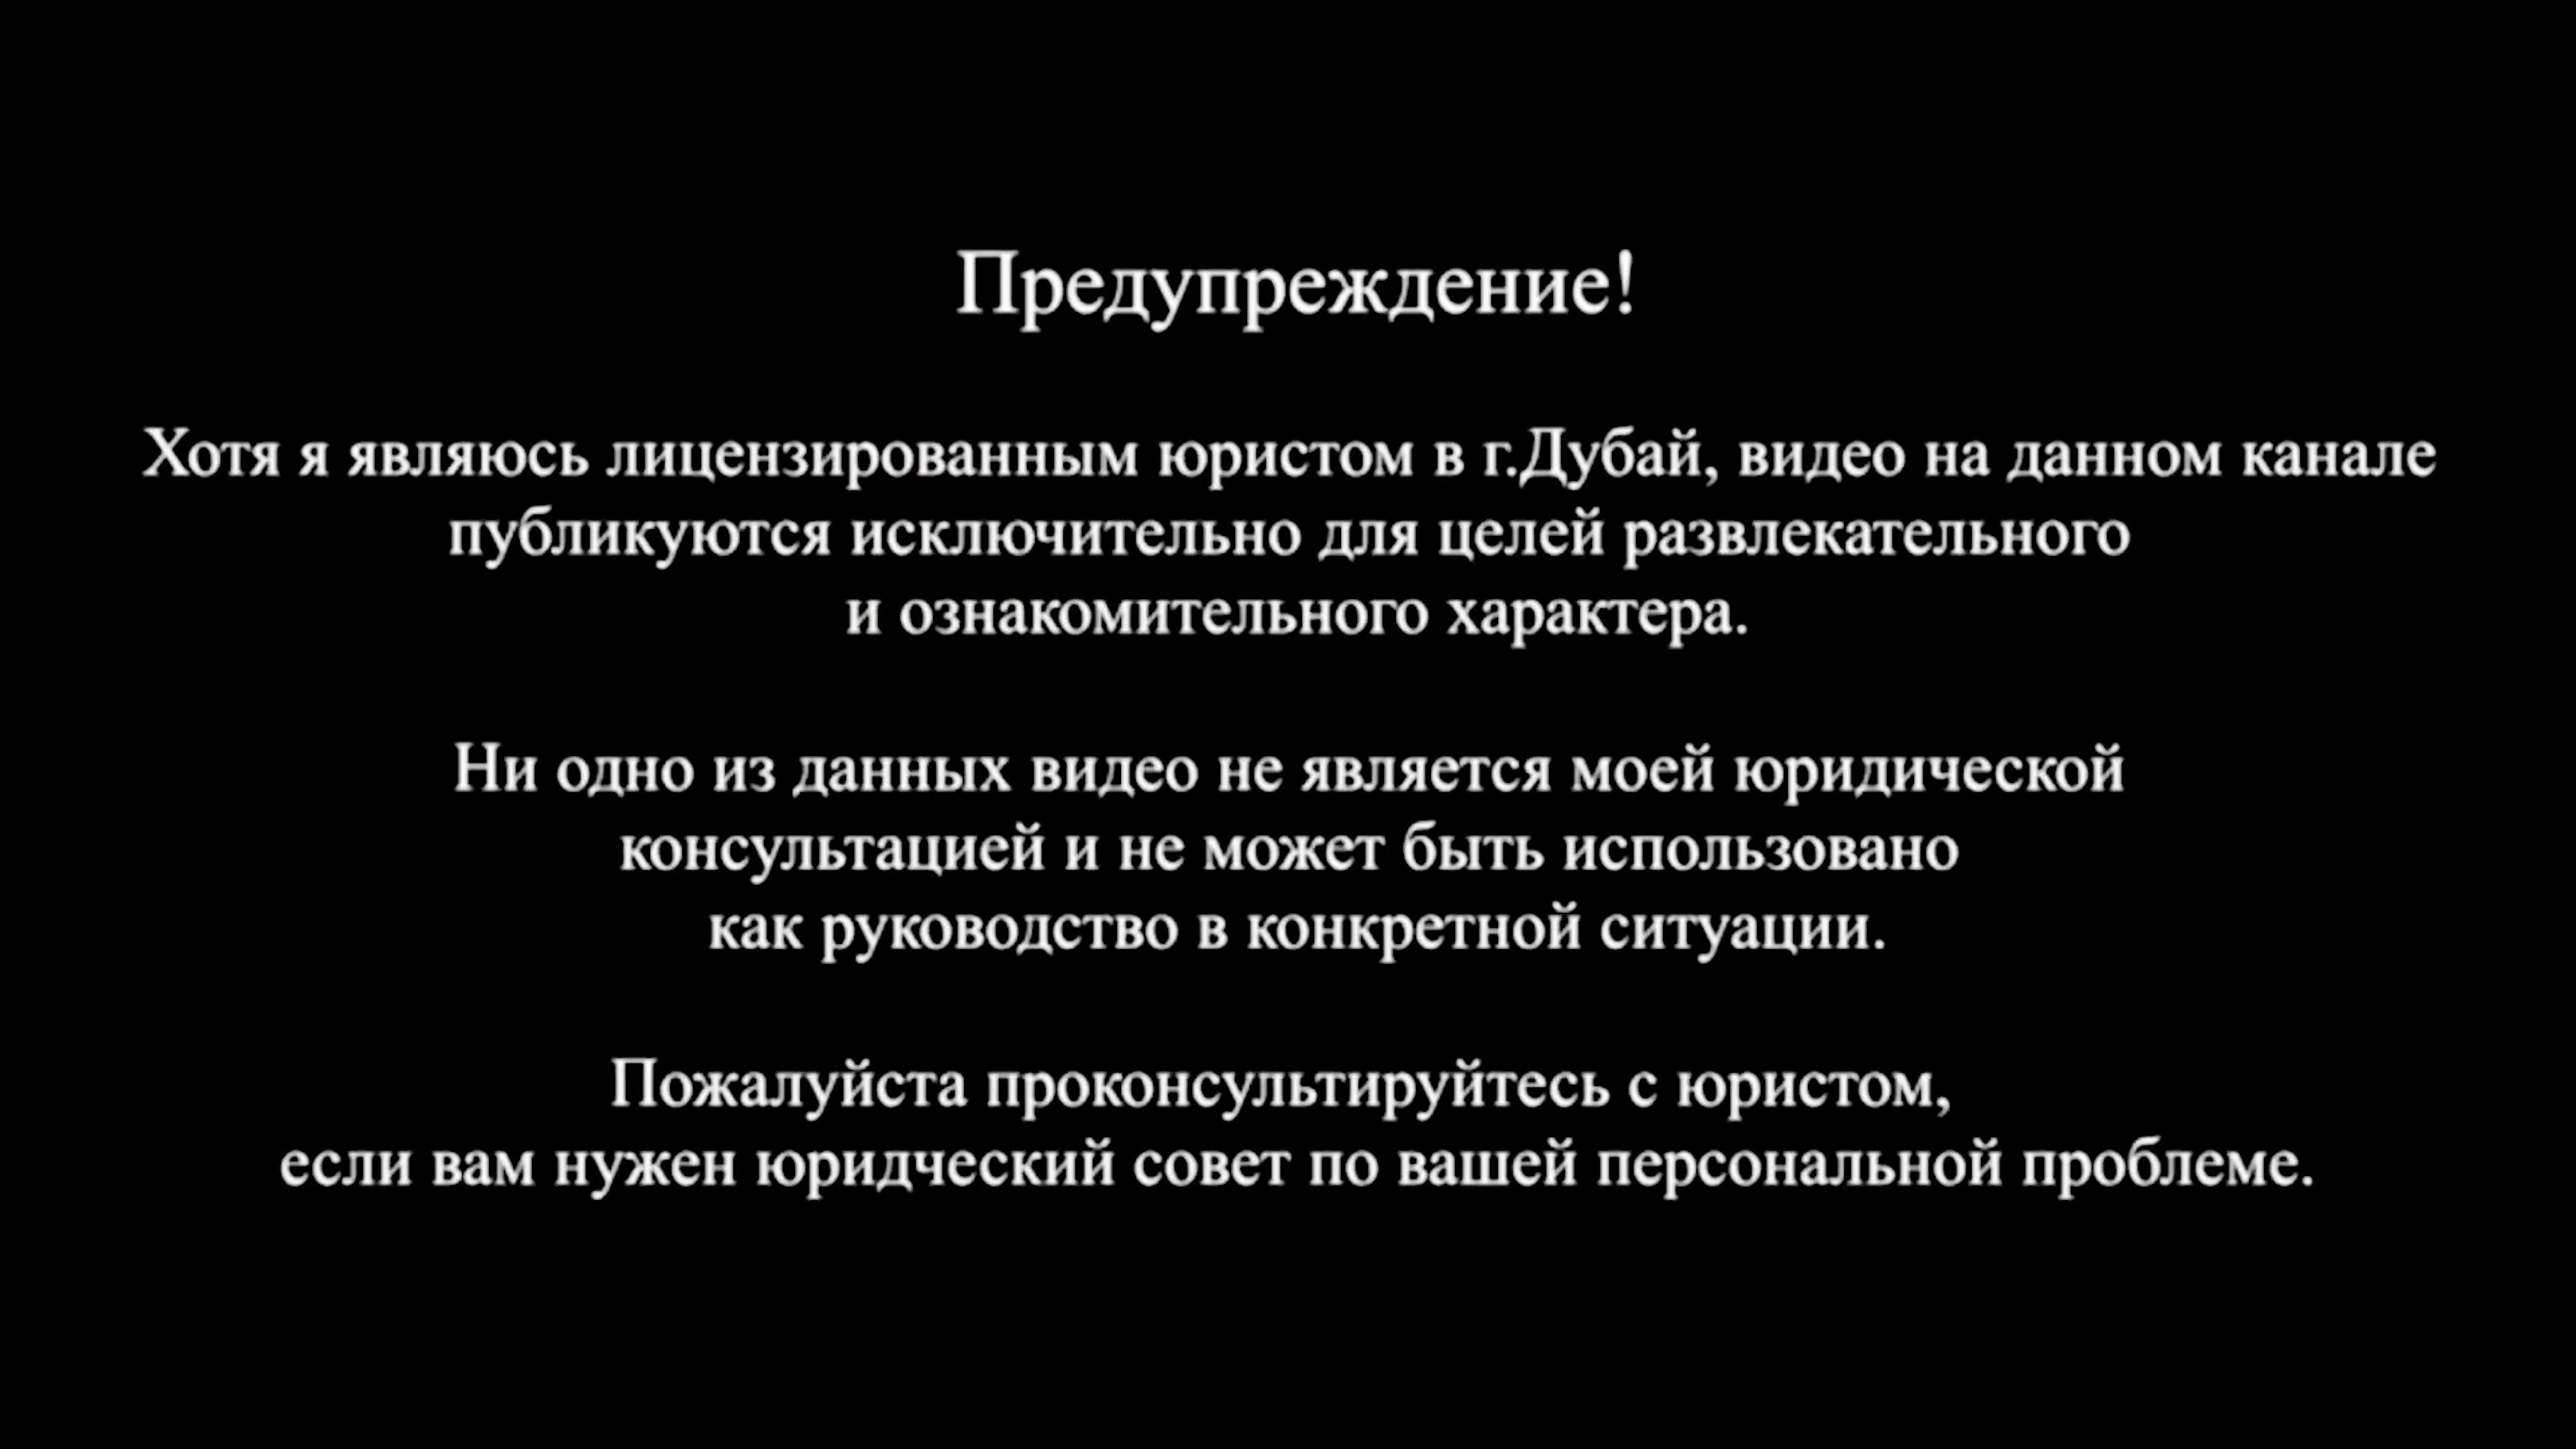 Предупреждение!
Хотя я являюсь лицензированным юристом в г.Дубай, видео на данном канале
публикуются исключительно для целей развлекательного
и ознакомительного характера.
Ни одно из данных видео не является моей юридической
консультацией и не может быть использовано
как руководство в конкретной ситуации.
Пожалуйста проконсультируйтесь с юристом,
если вам нужен юридческий совет по вашей персональной проблеме.